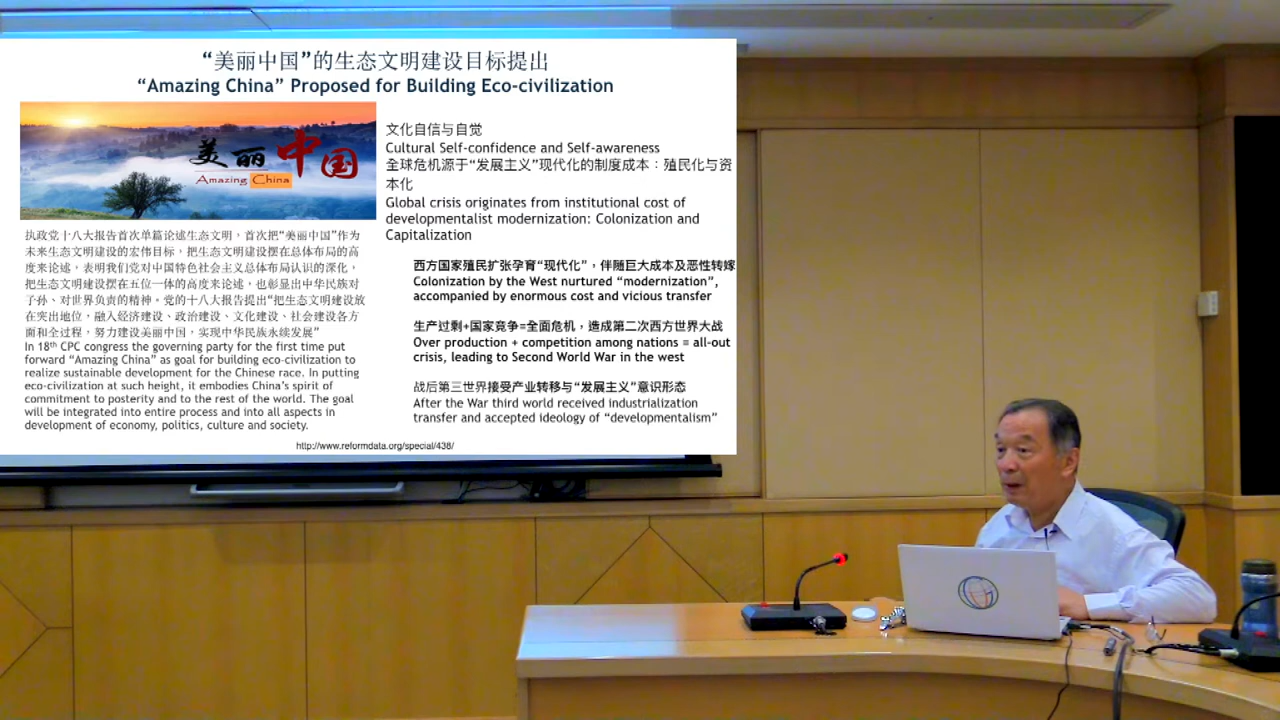 “美丽中国”的生态文明建设目标提出
“Amazing China” Proposed for Building Eco-civilization
美丽中国
Amazing China
执政党十八大报告首次单篇论述生态文明，首次把“美丽中国”作为
未来生态文明建设的宏伟目标，把生态文明建设摆在总体布局的高
度来论述，表明我们党对中国特色社会主义总体布局认识的深化，
把生态文明建设摆在五位一体的高度来论述，也彰显出中华民族对
子孙、对世界负责的精神。党的十八大报告提出“把生态文明建设放
在突出地位，融入经济建设、政治建设、文化建设、社会建设各方
面和全过程，努力建设美丽中国，实现中华民族永续发展”
In 18th CPC congress the governing party for the first time put
forward “Amazing China” as goal for building eco-civilization to
realize sustainable development for the Chinese race. In putting
eco-civilization at such height, it embodies China’s spirit of
commitment to posterity and to the rest of the world. The goal
will be integrated into entire process and into all aspects in
development of economy, politics, culture and society.
文化自信与自觉
Cultural Self-confidence and Self-awareness
全球危机源于“发展主义”现代化的制度成本：殖民化与资
本化
Global crisis originates from institutional cost of
developmentalist modernization: Colonization and
Capitalization
西方国家殖民扩张孕育“现代化”，伴随巨大成本及恶性转嫁
Colonization by the West nurtured “modernization”,
accompanied by enormous cost and vicious transfer
生产过剩+国家竞争=全面危机，造成第二次西方世界大战
Over production + competition among nations = all-out
crisis, leading to Second World War in the west
战后第三世界接受产业转移与“发展主义”意识形态
After the War third world received industrialization
transfer and accepted ideology of “developmentalism”
http://www.reformdata.org/special/438/